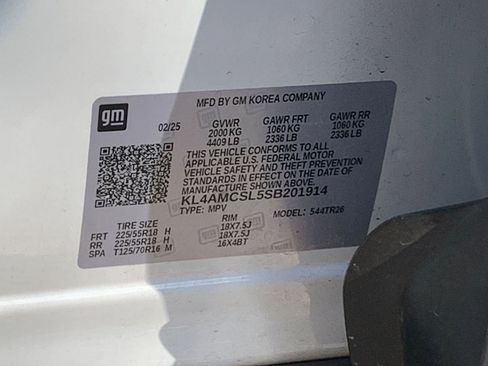 gm
MFD BY GM KOREA COMPANY
02/25 GVWR GAWR FRT GAWR RR
2000 KG 1060 KG 1060 KG
4409 LB 2336 LB 2336 LB
THIS VEHICLE CONFORMS TO ALL
APPLICABLE U.S. FEDERAL MOTOR
VEHICLE SAFETY AND THEFT PREVENTION
STANDARDS IN EFFECT ON THE DATE OF
MANUFACTURE SHOWN ABOVE.
KL4AMCSL5SB201914
TYPE: MPV MODEL: 544TR26
TIRE SIZE RIM
FRT 225/55R18 H 18X7.5J
RR 225/55R18 H 18X7.5J
SPA T125/70R16 M 16X4BT